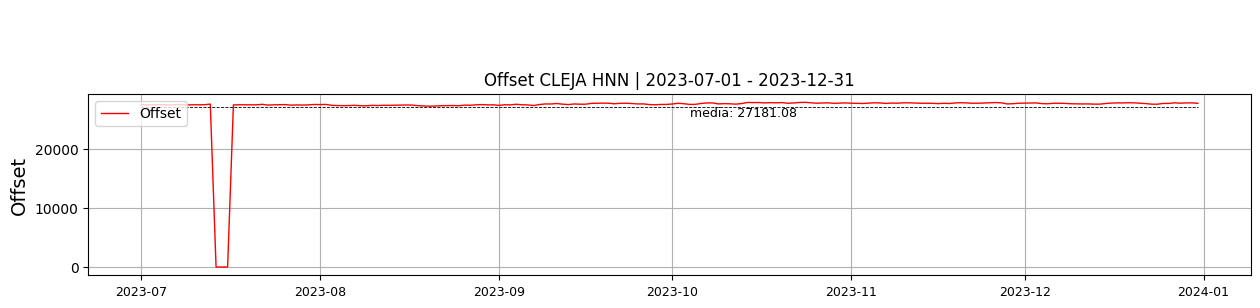 Offset CLEJA HNN | 2023-07-01 - 2023-12-31
Offset
media: 27181.08
20000
10000
0
Offset
2023-07
2023-08
2023-09
2023-10
2023-11
2023-12
2024-01